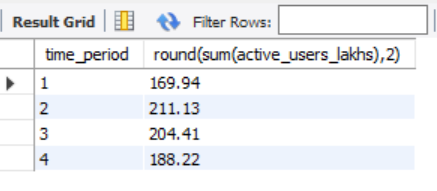 Result Grid Filter Rows:
time_period round(sum(active_users_lakhs),2)
1 169.94
2 211.13
3 204.41
4 188.22